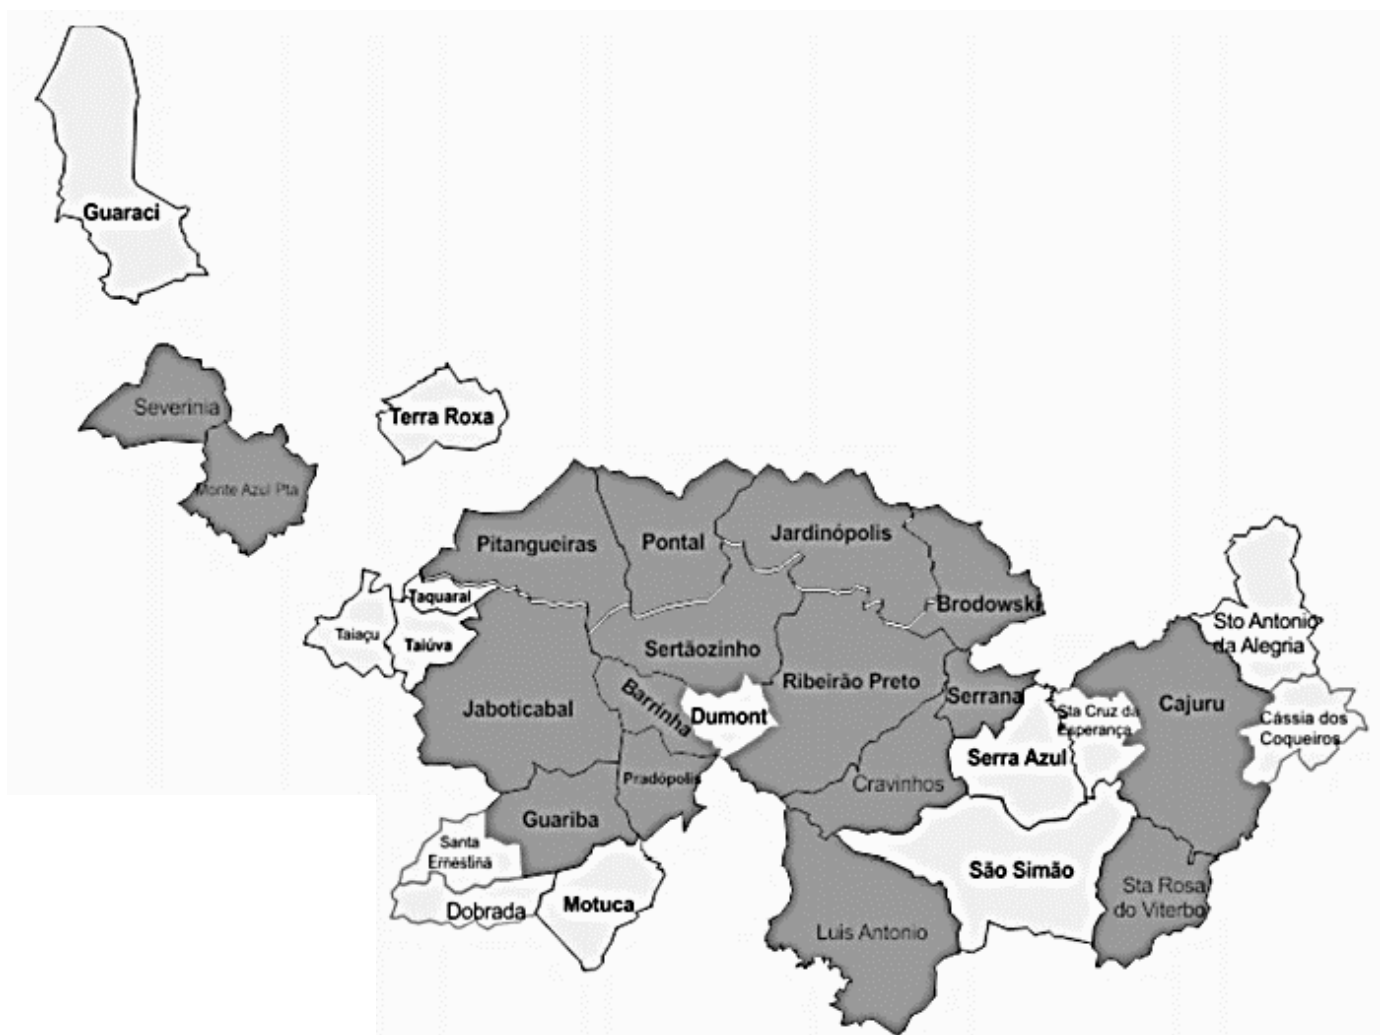 Guaraci
Severinia
Terra Roxa
Monte Azul Pta
Pitangueiras
Pontal
Jardinópolis
Taquaral
Brodowski
Taiaçu
Taiúva
Sertãozinho
Sto Antonio
da Alegria
Jaboticabal
Barrinha
Dumont
Ribeirão Preto
Serrana
Sta Cruz da
Esperança
Cajuru
Cássia dos
Coqueiros
Serra Azul
Pradópolis
Cravinhos
Guariba
Santa
Ernestina
São Simão
Sta Rosa
do Viterbo
Dobrada
Motuca
Luis Antonio